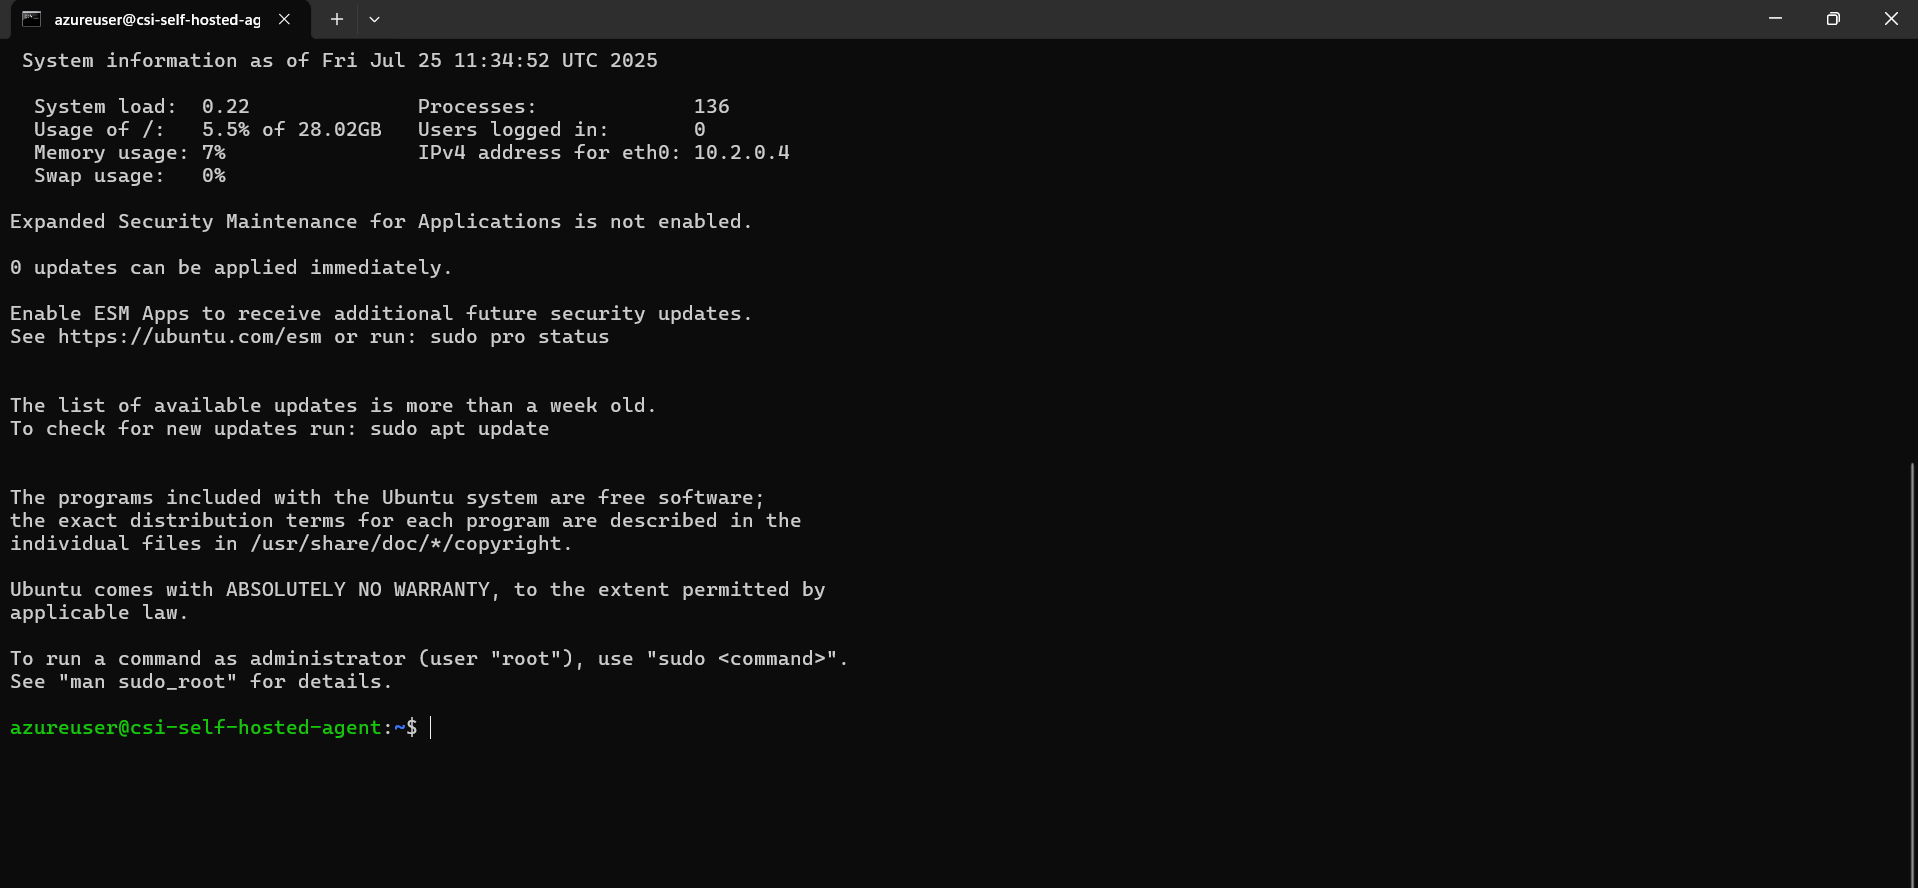 azureuser@csi-self-hosted-ag
System information as of Fri Jul 25 11:34:52 UTC 2025
System load:  0.22              Processes:             136
Usage of /:   5.5% of 28.02GB   Users logged in:       0
Memory usage: 7%                IPv4 address for eth0: 10.2.0.4
Swap usage:   0%
Expanded Security Maintenance for Applications is not enabled.
0 updates can be applied immediately.
Enable ESM Apps to receive additional future security updates.
See https://ubuntu.com/esm or run: sudo pro status
The list of available updates is more than a week old.
To check for new updates run: sudo apt update
The programs included with the Ubuntu system are free software;
the exact distribution terms for each program are described in the
individual files in /usr/share/doc/*/copyright.
Ubuntu comes with ABSOLUTELY NO WARRANTY, to the extent permitted by
applicable law.
To run a command as administrator (user "root"), use "sudo <command>".
See "man sudo_root" for details.
azureuser@csi-self-hosted-agent:~$